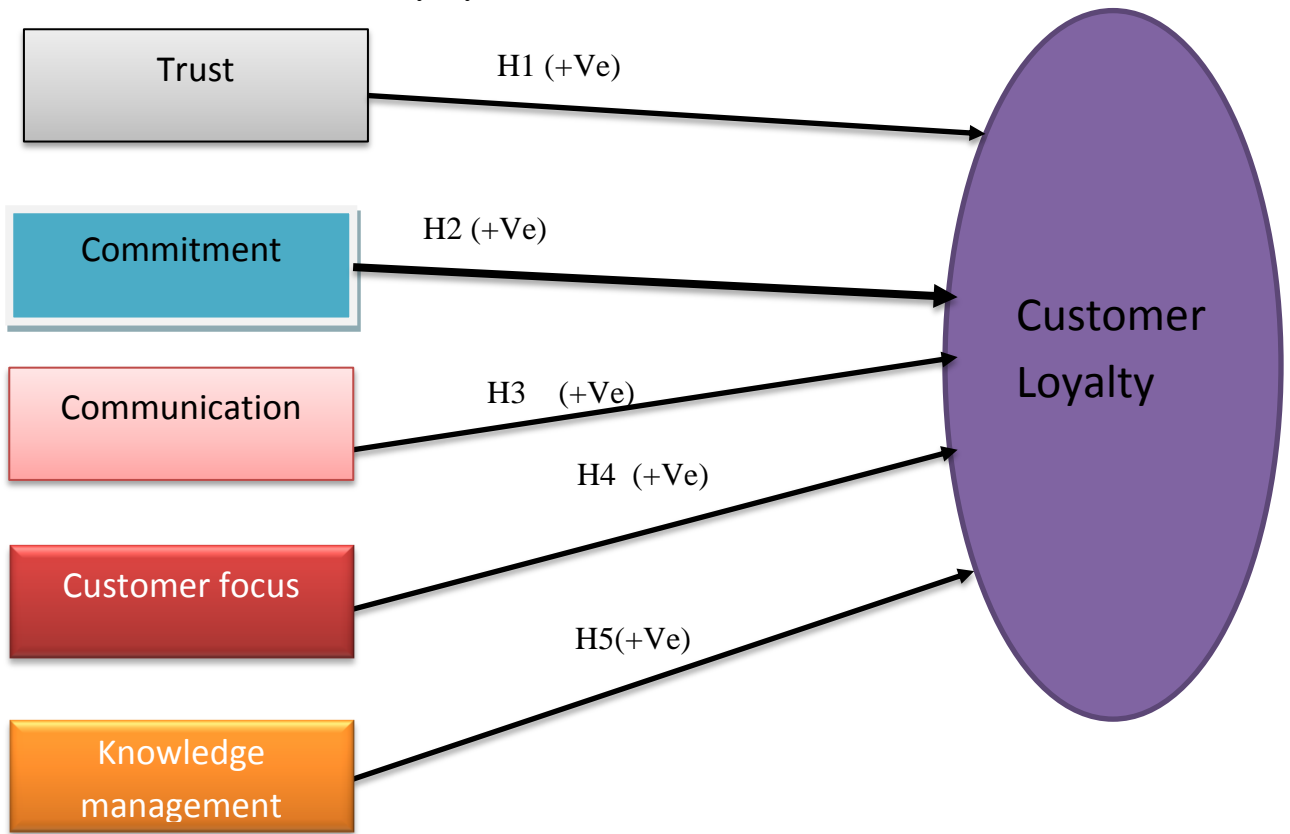 Trust
H1 (+Ve)
Commitment
H2 (+Ve)
Customer
Loyalty
Communication
H3 (+Ve)
H4 (+Ve)
Customer focus
H5(+Ve)
Knowledge
management